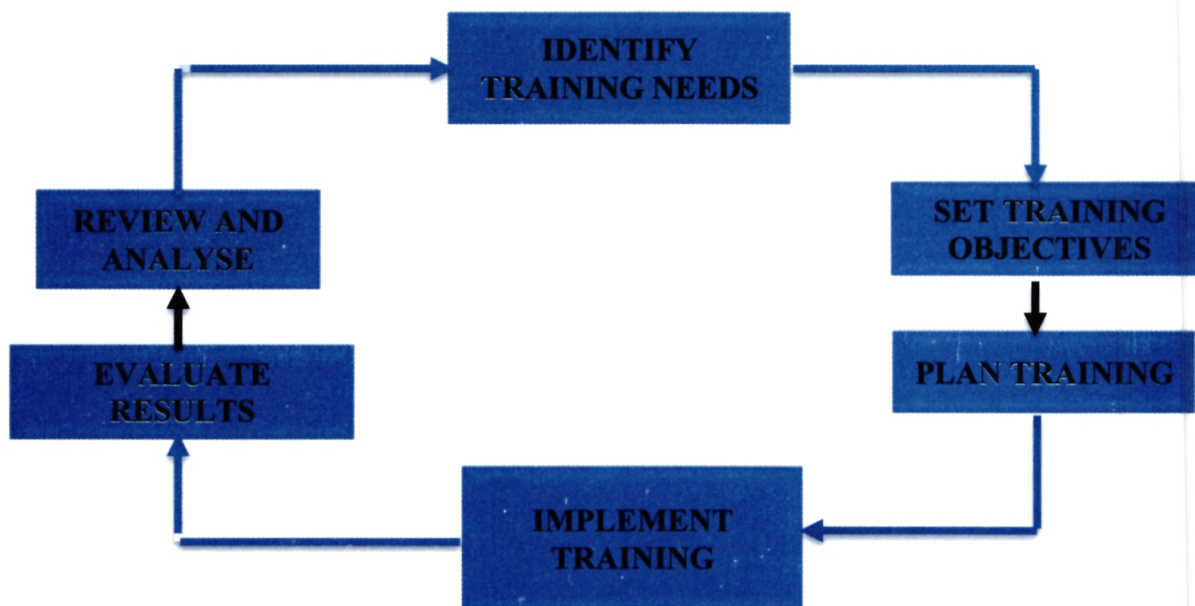 IDENTIFY
TRAINING NEEDS
SET TRAINING
OBJECTIVES
PLAN TRAINING
IMPLEMENT
TRAINING
EVALUATE
RESULTS
REVIEW AND
ANALYSE